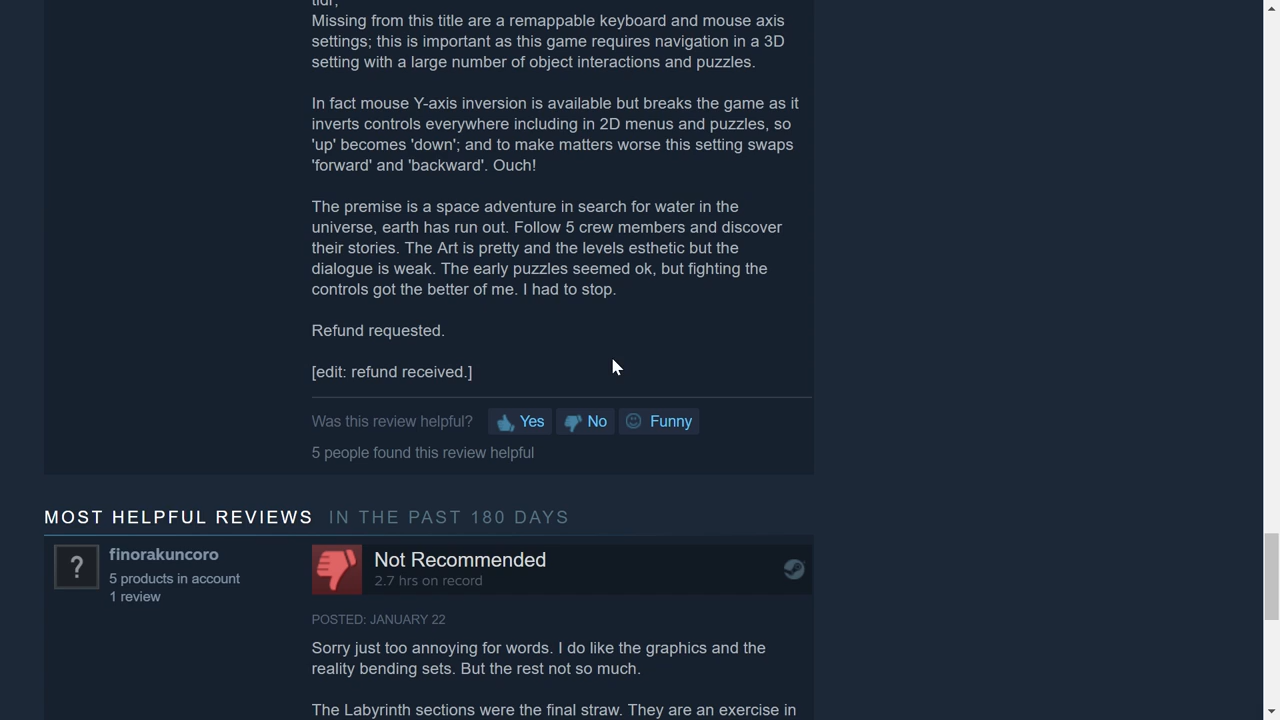 tldr;
Missing from this title are a remappable keyboard and mouse axis
settings; this is important as this game requires navigation in a 3D
setting with a large number of object interactions and puzzles.
In fact mouse Y-axis inversion is available but breaks the game as it
inverts controls everywhere including in 2D menus and puzzles, so
'up' becomes 'down'; and to make matters worse this setting swaps
'forward' and 'backward'. Ouch!
The premise is a space adventure in search for water in the
universe, earth has run out. Follow 5 crew members and discover
their stories. The Art is pretty and the levels esthetic but the
dialogue is weak. The early puzzles seemed ok, but fighting the
controls got the better of me. I had to stop.
Refund requested.
[edit: refund received.]
Was this review helpful? Yes No Funny
5 people found this review helpful
MOST HELPFUL REVIEWS IN THE PAST 180 DAYS
?
finorakuncoro
5 products in account
1 review
Not Recommended
2.7 hrs on record
POSTED: JANUARY 22
Sorry just too annoying for words. I do like the graphics and the
reality bending sets. But the rest not so much.
The Labyrinth sections were the final straw. They are an exercise in